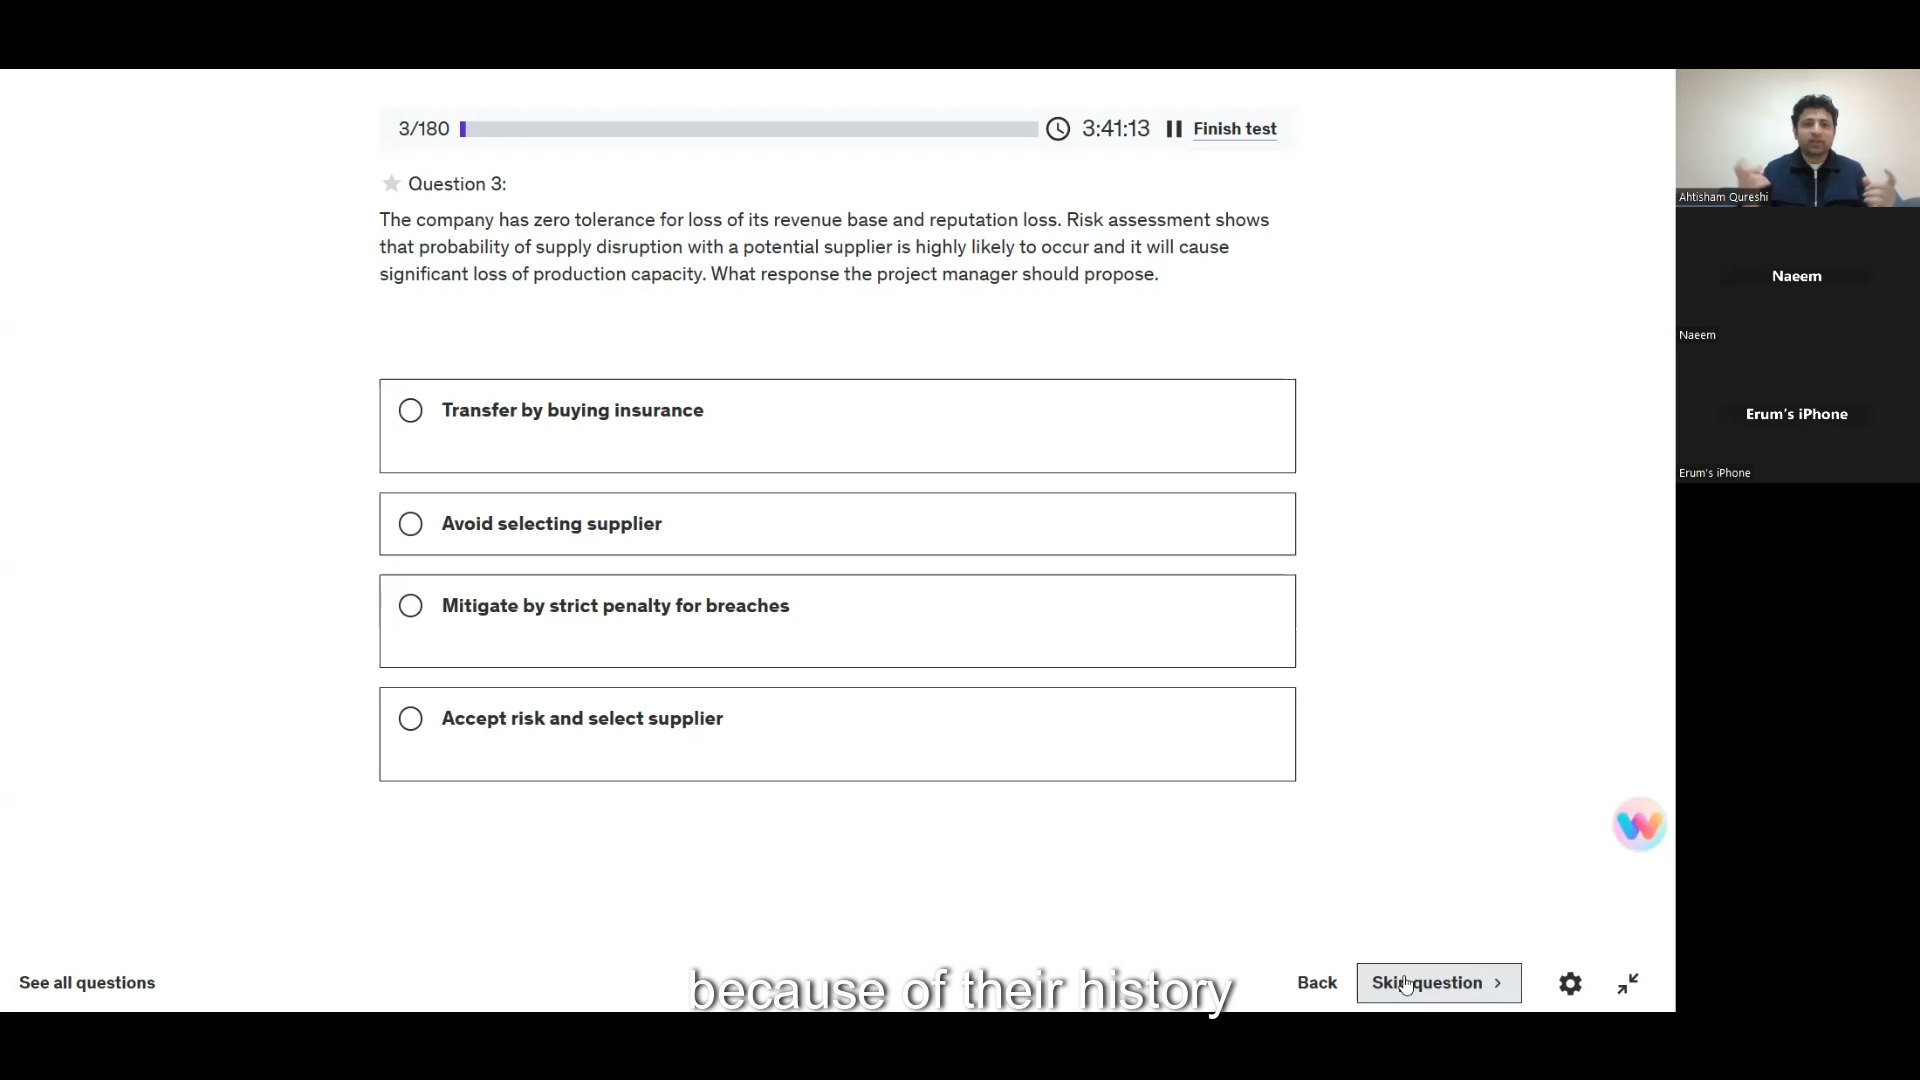 3/180
3:41:13
Finish test
Question 3:
The company has zero tolerance for loss of its revenue base and reputation loss. Risk assessment shows
that probability of supply disruption with a potential supplier is highly likely to occur and it will cause
significant loss of production capacity. What response the project manager should propose.
Transfer by buying insurance
Avoid selecting supplier
Mitigate by strict penalty for breaches
Accept risk and select supplier
See all questions
because of their history
Back
Skip question
Ahtisham Qureshi
Naeem
Naeem
Erum's iPhone
Erum's iPhone